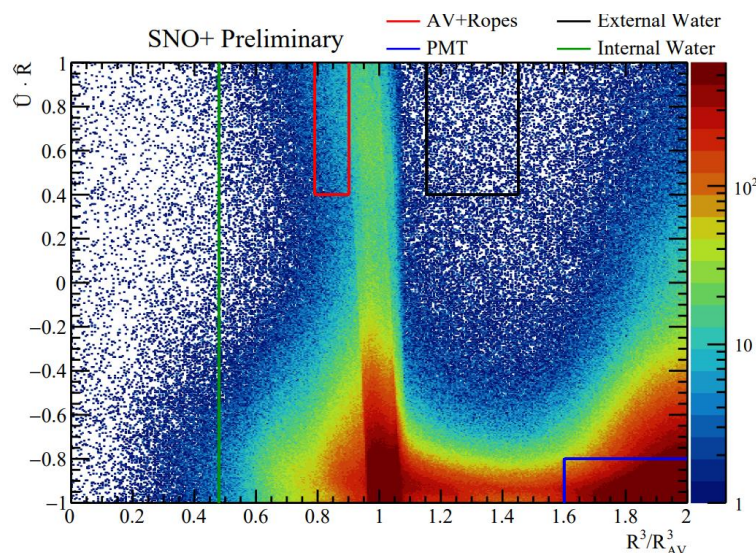 AV+Ropes External Water
SNO+ Preliminary PMT Internal Water
Û · R̂
1
0.8
0.6
0.4
0.2
0
−0.2
−0.4
−0.6
−0.8
−1
0 0.2 0.4 0.6 0.8 1 1.2 1.4 1.6 1.8 2
R³/R³AV
10²
10
1